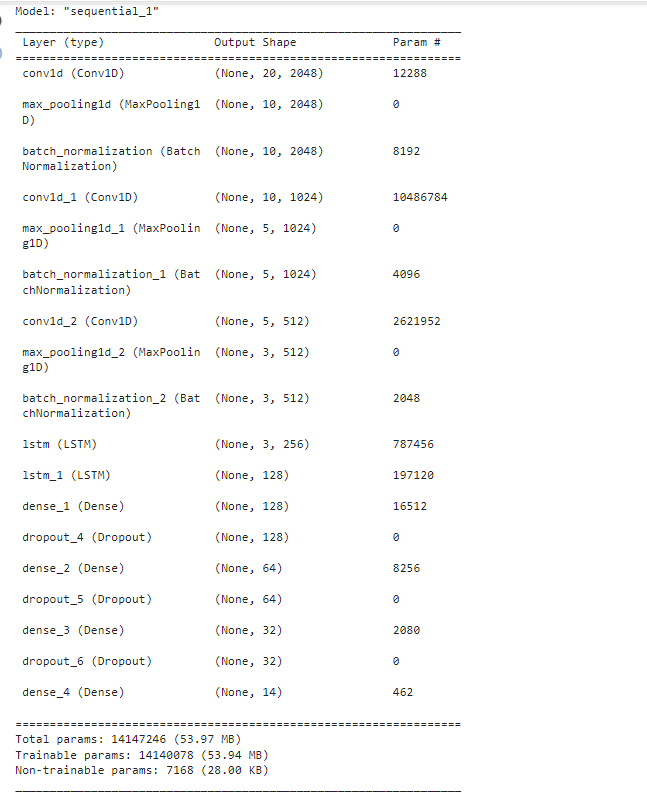 Model: "sequential_1"
_________________________________________________________________
Layer (type) Output Shape Param #
=================================================================
conv1d (Conv1D) (None, 20, 2048) 12288
max_pooling1d (MaxPooling1 (None, 10, 2048) 0
D)
batch_normalization (Batch (None, 10, 2048) 8192
Normalization)
conv1d_1 (Conv1D) (None, 10, 1024) 10486784
max_pooling1d_1 (MaxPoolin (None, 5, 1024) 0
g1D)
batch_normalization_1 (Bat (None, 5, 1024) 4096
chNormalization)
conv1d_2 (Conv1D) (None, 5, 512) 2621952
max_pooling1d_2 (MaxPoolin (None, 3, 512) 0
g1D)
batch_normalization_2 (Bat (None, 3, 512) 2048
chNormalization)
lstm (LSTM) (None, 3, 256) 787456
lstm_1 (LSTM) (None, 128) 197120
dense_1 (Dense) (None, 128) 16512
dropout_4 (Dropout) (None, 128) 0
dense_2 (Dense) (None, 64) 8256
dropout_5 (Dropout) (None, 64) 0
dense_3 (Dense) (None, 32) 2080
dropout_6 (Dropout) (None, 32) 0
dense_4 (Dense) (None, 14) 462
=================================================================
Total params: 14147246 (53.97 MB)
Trainable params: 14140078 (53.94 MB)
Non-trainable params: 7168 (28.00 KB)
_________________________________________________________________